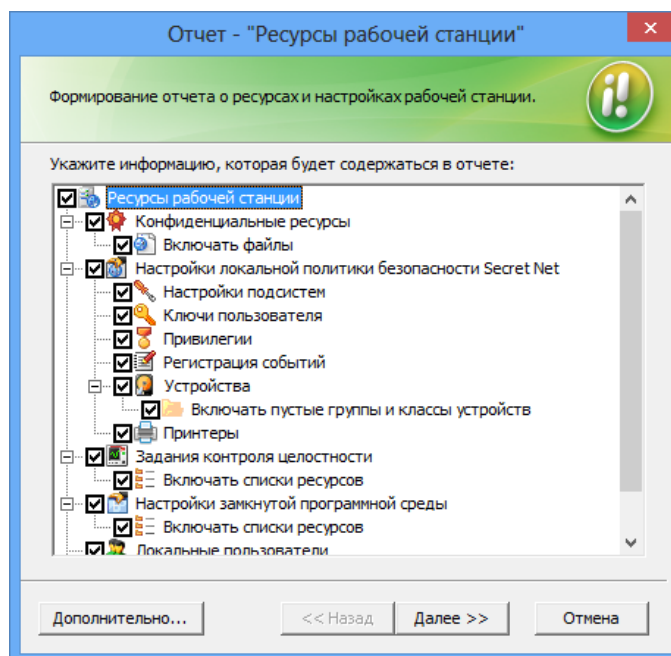 Отчет - "Ресурсы рабочей станции"
Формирование отчета о ресурсах и настройках рабочей станции.
Укажите информацию, которая будет содержаться в отчете:
Ресурсы рабочей станции
Конфиденциальные ресурсы
Включать файлы
Настройки локальной политики безопасности Secret Net
Настройки подсистем
Ключи пользователя
Привилегии
Регистрация событий
Устройства
Включать пустые группы и классы устройств
Принтеры
Задания контроля целостности
Включать списки ресурсов
Настройки замкнутой программной среды
Включать списки ресурсов
Локальные пользователи
Дополнительно...
<< Назад
Далее >>
Отмена